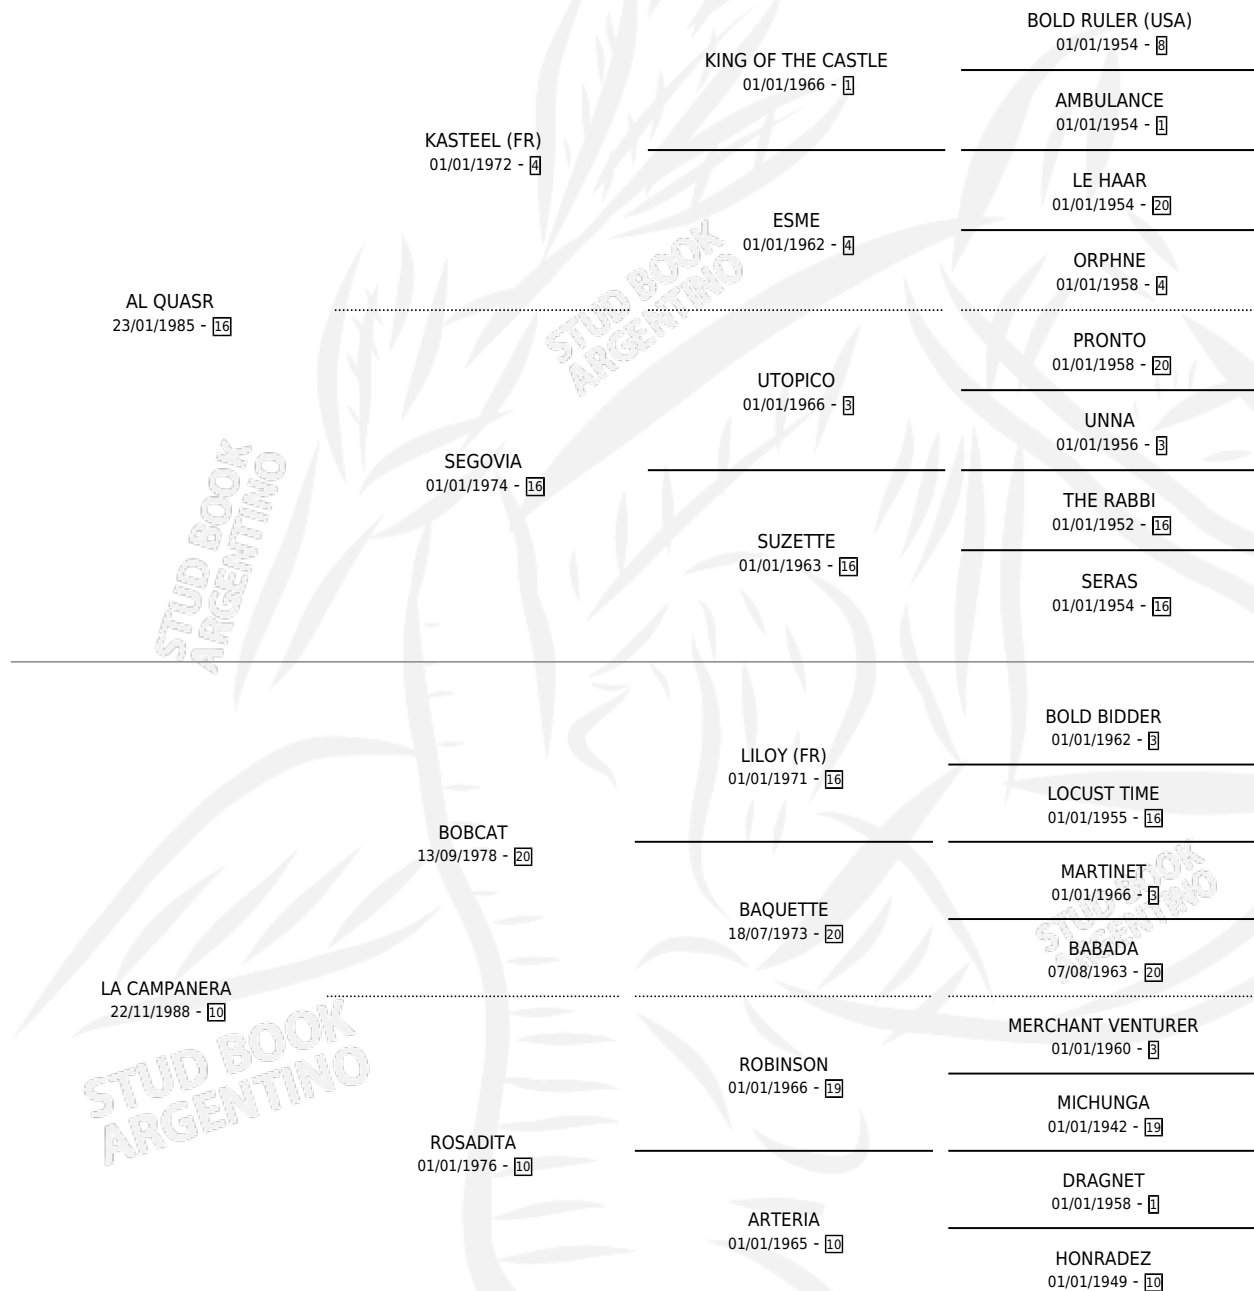 BOLD RULER (USA)
01/01/1954 - 8
KING OF THE CASTLE
01/01/1966 - 1
AMBULANCE
01/01/1954 - 1
KASTEEL (FR)
01/01/1972 - 4
LE HAAR
01/01/1954 - 20
ESME
01/01/1962 - 4
ORPHNE
01/01/1958 - 4
AL QUASR
23/01/1985 - 16
PRONTO
01/01/1958 - 20
UTOPICO
01/01/1966 - 3
UNNA
01/01/1956 - 3
SEGOVIA
01/01/1974 - 16
THE RABBI
01/01/1952 - 16
SUZETTE
01/01/1963 - 16
SERAS
01/01/1954 - 16
BOLD BIDDER
01/01/1962 - 3
LILOY (FR)
01/01/1971 - 16
LOCUST TIME
01/01/1955 - 16
BOBCAT
13/09/1978 - 20
MARTINET
01/01/1966 - 3
BAQUETTE
18/07/1973 - 20
BABADA
07/08/1963 - 20
LA CAMPANERA
22/11/1988 - 10
MERCHANT VENTURER
01/01/1960 - 3
ROBINSON
01/01/1966 - 19
MICHUNGA
01/01/1942 - 19
ROSADITA
01/01/1976 - 10
DRAGNET
01/01/1958 - 1
ARTERIA
01/01/1965 - 10
HONRADEZ
01/01/1949 - 10
STUD BOOK
ARGENTINO
STUD BOOK
ARGENTINO
STUD BOOK
ARGENTINO
STUD BOOK
ARGENTINO